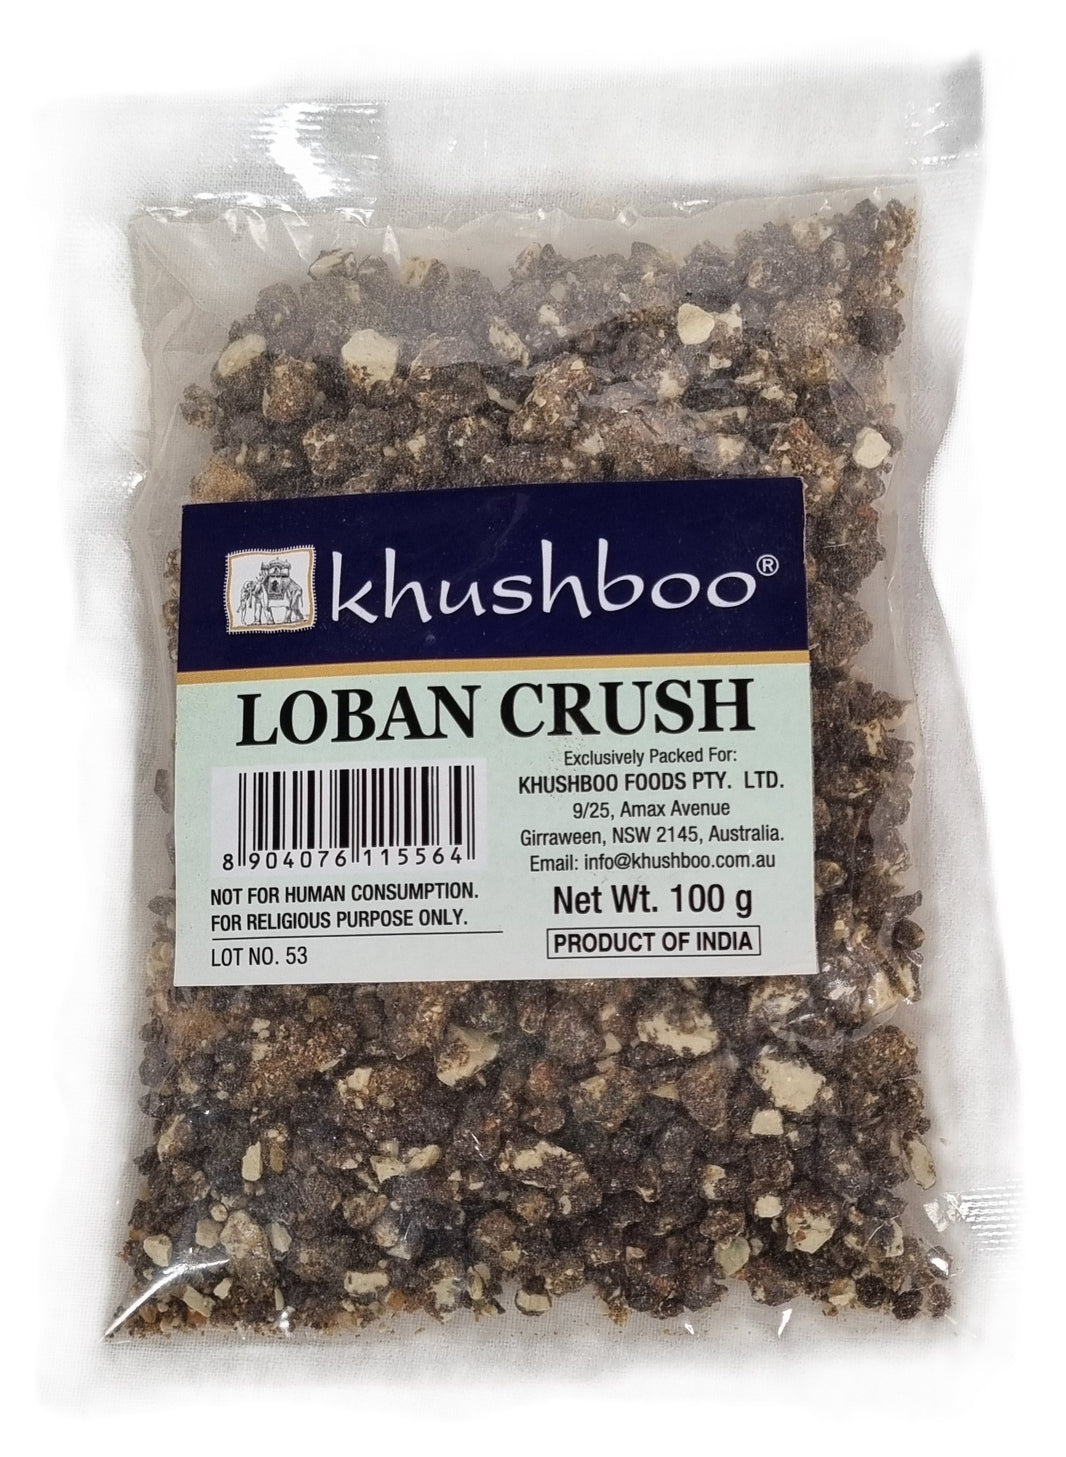 khushboo®
LOBAN CRUSH
8 904076 115564
NOT FOR HUMAN CONSUMPTION.
FOR RELIGIOUS PURPOSE ONLY.
LOT NO. 53
Exclusively Packed For:
KHUSHBOO FOODS PTY. LTD.
9/25, Amax Avenue
Girraween, NSW 2145, Australia.
Email: info@khushboo.com.au
Net Wt. 100 g
PRODUCT OF INDIA